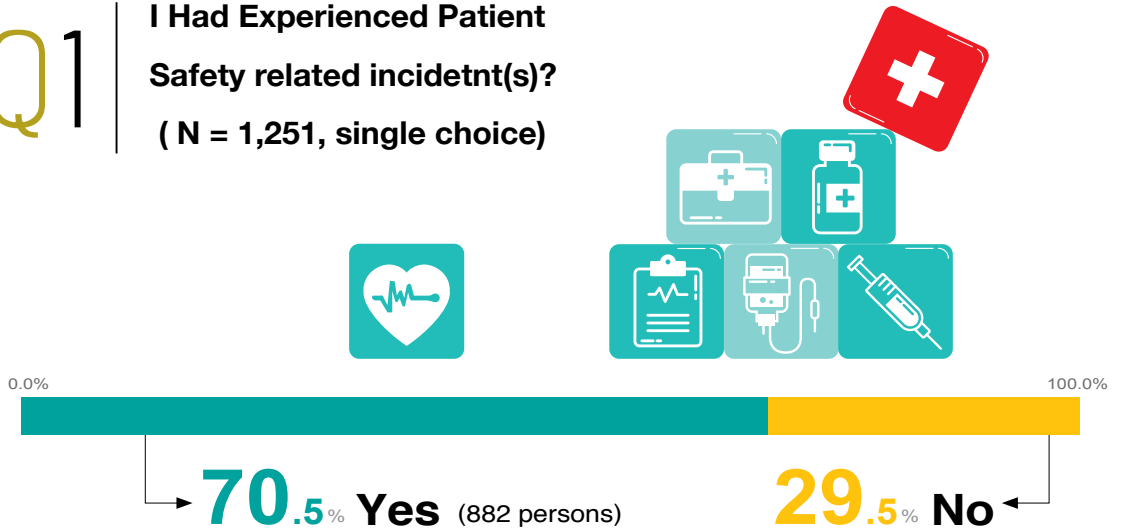 Q1
I Had Experienced Patient
Safety related incidetnt(s)?
( N = 1,251, single choice)
0.0%
100.0%
70.5% Yes (882 persons)
29.5% No